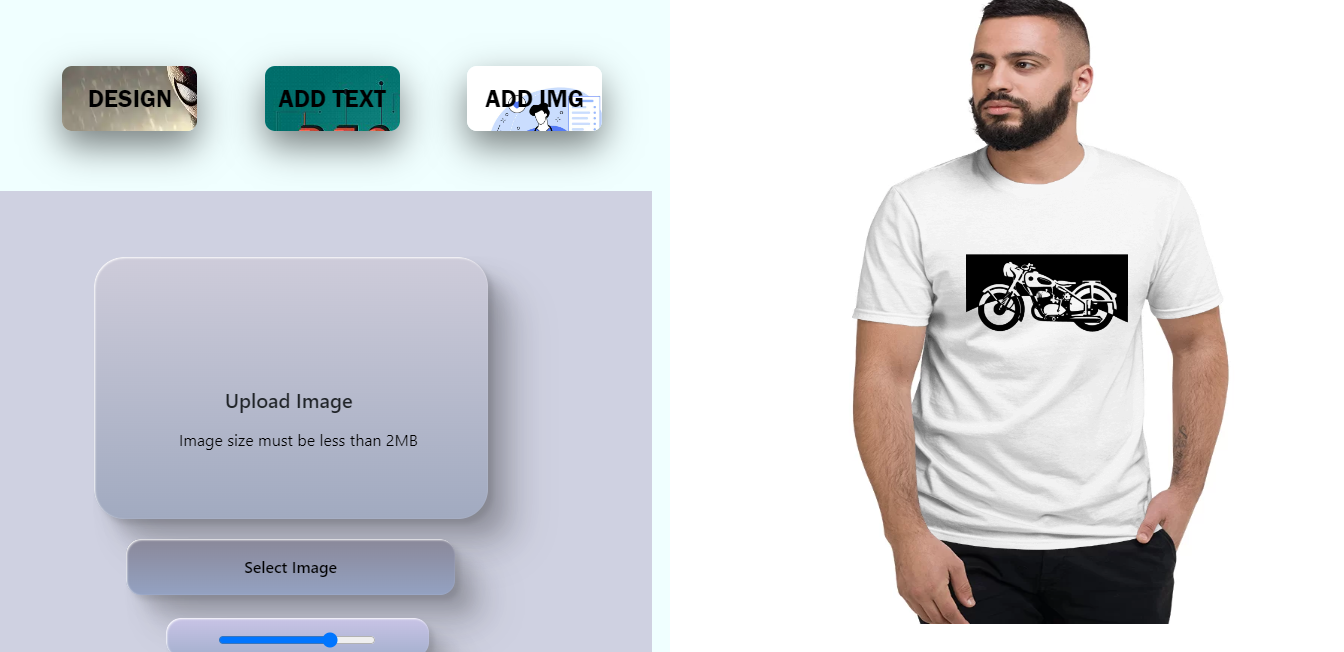 DESIGN
ADD TEXT
ADD IMG
Upload Image
Image size must be less than 2MB
Select Image